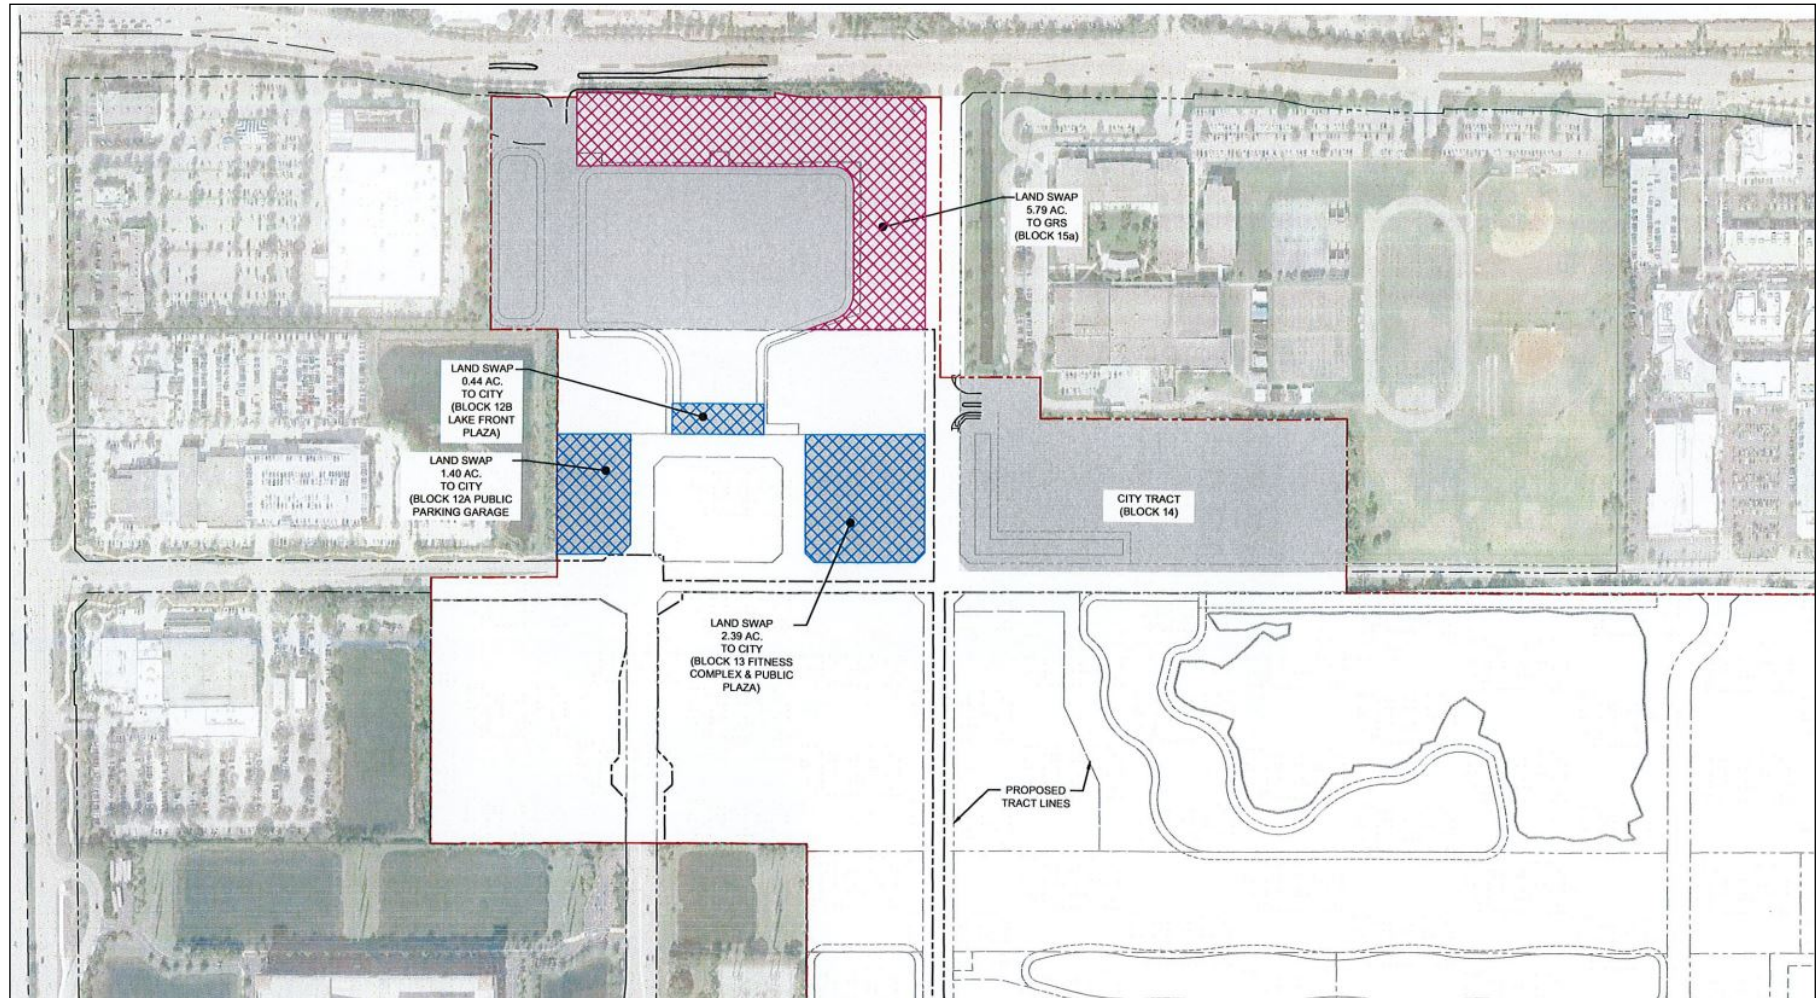 LAND SWAP
5.79 AC.
TO GRS
(BLOCK 15a)
LAND SWAP
0.44 AC.
TO CITY
(BLOCK 12B
LAKE FRONT
PLAZA)
LAND SWAP
1.40 AC.
TO CITY
(BLOCK 12A PUBLIC
PARKING GARAGE
CITY TRACT
(BLOCK 14)
LAND SWAP
2.39 AC.
TO CITY
(BLOCK 13 FITNESS
COMPLEX & PUBLIC
PLAZA)
PROPOSED
TRACT LINES